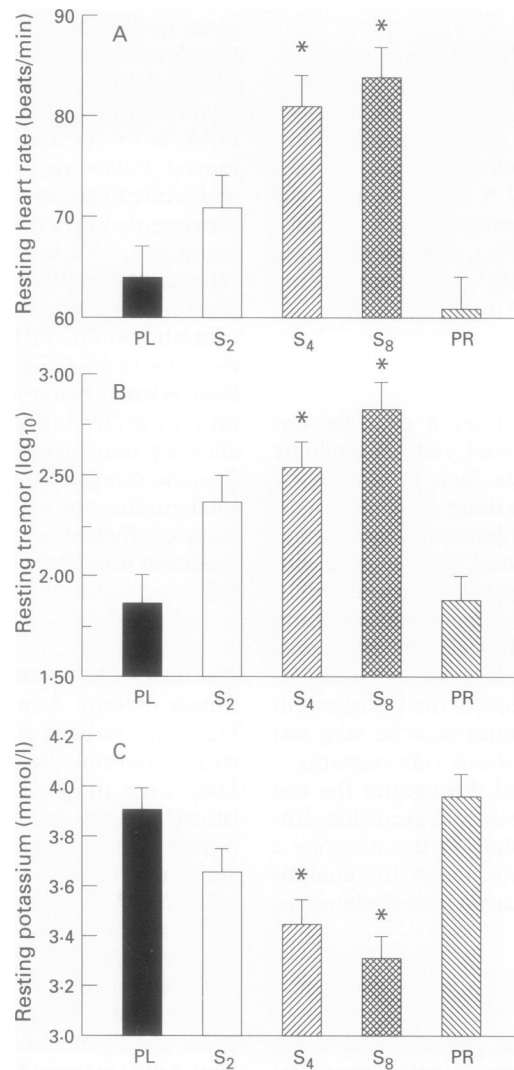 A
Resting heart rate (beats/min)
90
80
70
60
*
*
PL S₂ S₄ S₈ PR
B
Resting tremor (log₁₀)
3·00
2·50
2·00
1·50
*
*
PL S₂ S₄ S₈ PR
C
Resting potassium (mmol/l)
4.2
4·0
3·8
3·6
3·4
3·2
3·0
*
*
PL S₂ S₄ S₈ PR